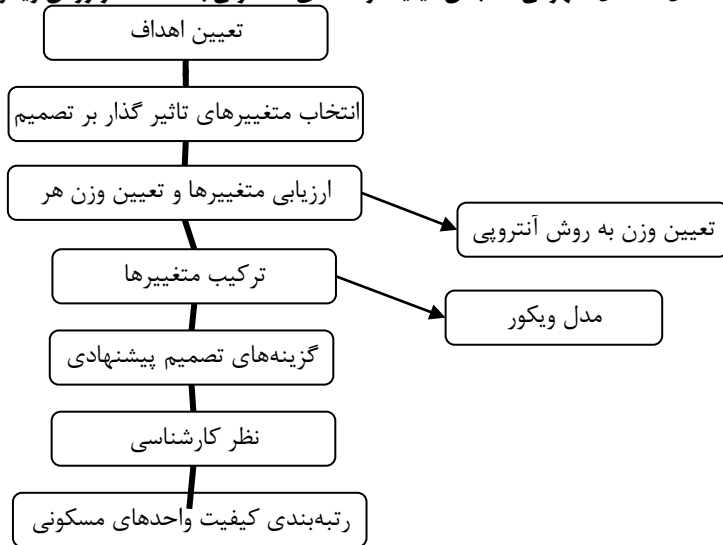 تعیین اهداف
انتخاب متغییرهای تاثیر گذار بر تصمیم
ارزیابی متغییرها و تعیین وزن هر
تعیین وزن به روش آنتروپی
ترکیب متغییرها
مدل ویکور
گزینه‌های تصمیم پیشنهادی
نظر کارشناسی
رتبه‌بندی کیفیت واحدهای مسکونی